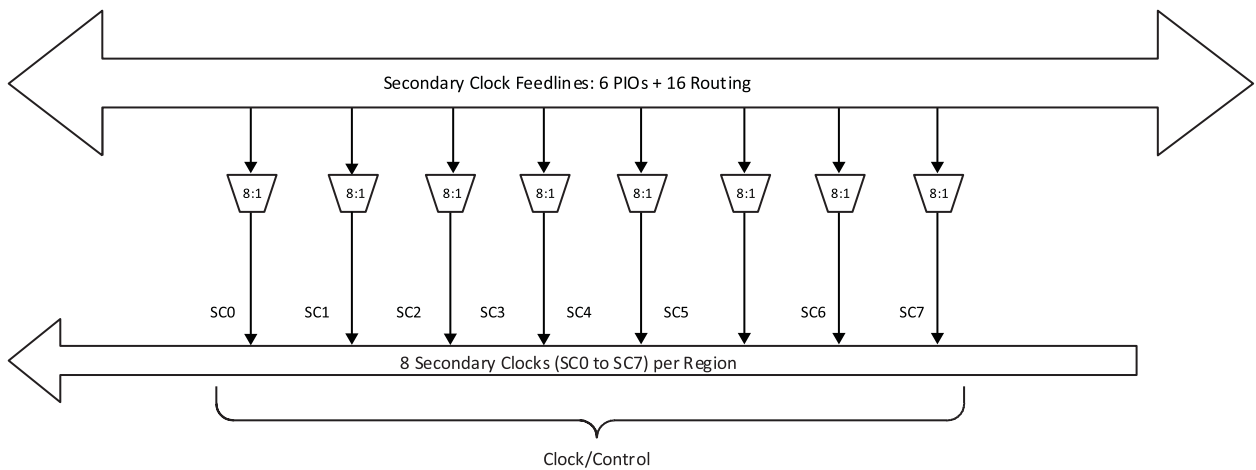 Secondary Clock Feedlines: 6 PIOs + 16 Routing
8:1 8:1 8:1 8:1 8:1 8:1 8:1 8:1
SC0 SC1 SC2 SC3 SC4 SC5 SC6 SC7
8 Secondary Clocks (SC0 to SC7) per Region
Clock/Control